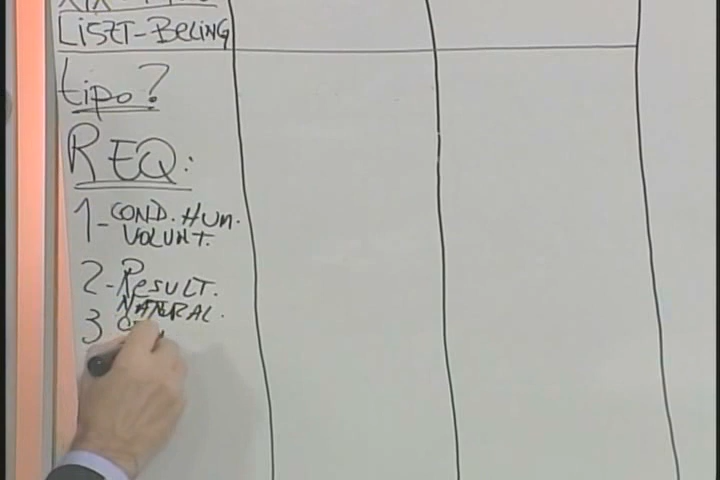 LISZT-BELING
tipo?
REQ:
1- COND. HUM.
VOLUNT.
2- RESULT.
NATURAL.
3